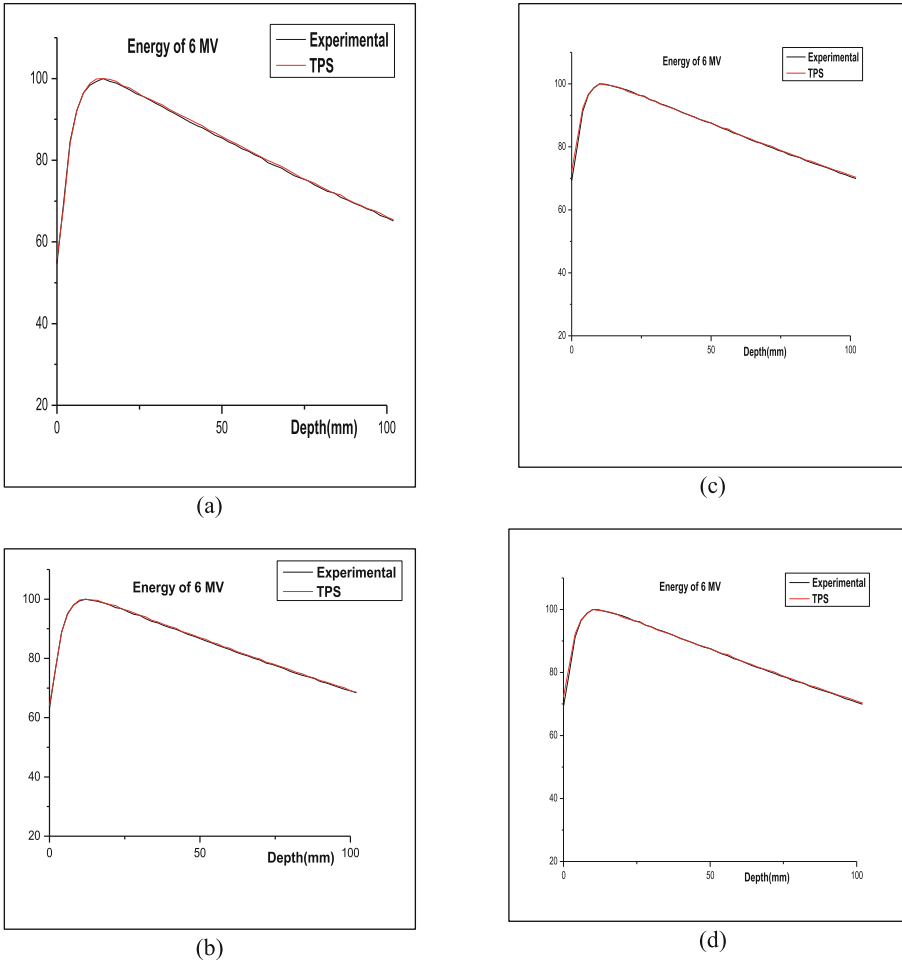 Energy of 6 MV
Experimental
TPS
100
80
60
40
20
0
50
100
Depth(mm)
(a)
Energy of 6 MV
Experimental
TPS
100
80
60
40
20
0
50
100
Depth(mm)
(c)
Energy of 6 MV
Experimental
TPS
100
80
60
40
20
0
50
100
Depth(mm)
(b)
Energy of 6 MV
Experimental
TPS
100
80
60
40
20
0
50
100
Depth(mm)
(d)